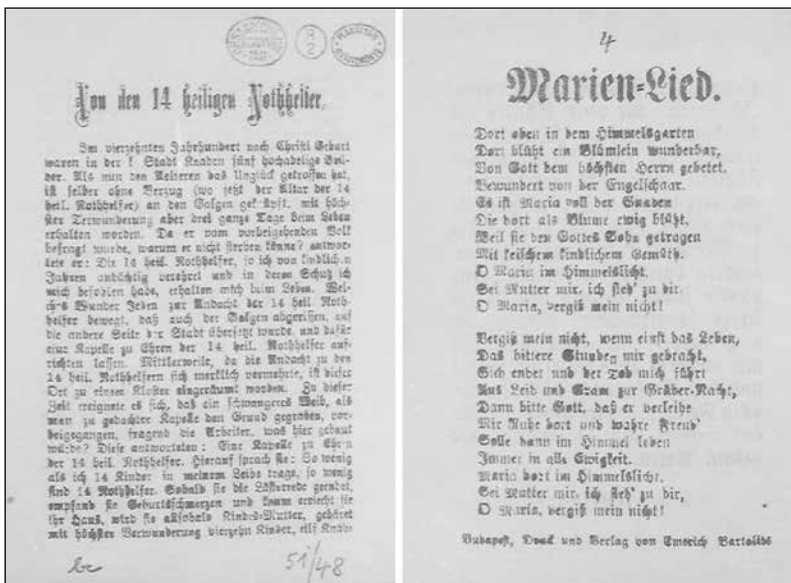 Von den 14 heiligen Nothhelfer.
Im vierzehnten Jahrhundert nach Christi Geburt
waren in der k Stadt Kaaden fünf hochadelige Brü-
der. Als nun den Aelteren das Unglück getroffen hat,
ist selber ohne Verzug (wo jetzt der Altar der 14
heil. Nothhelfer) an den Galgen geknüpft, mit höch-
ster Verwunderung aber drei ganze Tage beim Leben
erhalten worden. Da er vom vorbeigehenden Volk
befragt wurde, warum er nicht sterben könne? antwor-
tete er: Die 14 heil. Nothhelfer, so ich von kindlichen
Jahren andächtig verehret und in deren Schutz ich
mich befohlen habe, erhalten mich beim Leben. Wel-
ches Wunder Jeden zur Andacht der 14 heil. Noth-
helfer bewegt, daß auch der Galgen abgerissen, auf
die andere Seite der Stadt übersetzt wurde und dafür
eine Kapelle zu Ehren der 14 heil. Nothhelfer auf-
richten lassen. Mittlerweile, da die Andacht zu den
14 heil. Nothhelfern sich merklich vermehrte, ist dieser
Ort zu einen Kloster eingeräumt worden. Zu dieser
Zeit ereignete es sich, das ein schwangeres Weib, als
man zu gedachter Kapelle den Grund gegraben, vor-
beigegangen, fragend die Arbeiter, was hier gebaut
würde? Diese antworteten: Eine Kapelle zu Ehren
der 14 heil. Nothhelfer. Hierauf sprach sie: So wenig
als ich 14 Kinder in meinem Leibe trage, so wenig
sind 14 Nothhelfer. Sobald sie die Lästerrede geendet,
empfand sie Geburtsschmerzen und kaum erreicht sie
ihr Haus, wird sie allsobald Kindes-Mutter, gebäret
mit höchster Verwunderung vierzehn Kinder, eilf Knaben
51/48
4
Marien=Lied.
Dort oben in dem Himmelsgarten
Dort blüht ein Blümlein wunderbar,
Von Gott dem höchsten Herrn gebetet,
Bewundert von der Engelschaar.
Es ist Maria voll der Gnaden
Die dort als Blume ewig blüht,
Weil sie den Gottes Sohn getragen
Mit keischem kindlichem Gemüth.
O Maria im Himmelslicht,
Sei Mutter mir, ich fleh' zu dir
O Maria, vergiß mein nicht!
Vergiß mein nicht, wenn einst das Leben,
Das bittere Stunden mir gebracht,
Sich endet und der Tod mich führt
Aus Leid und Gram zur Gräber-Nacht,
Dann bitte Gott, daß er verleihe
Mir Ruhe dort und wahre Freud'
Solle dann im Himmel leben
Immer in alle Ewigkeit.
Maria dort im Himmelslicht,
Sei Mutter mir, ich fleh' zu dir,
O Maria, vergiß mein nicht!
Budapest, Druck und Verlag von Emerich Bartalits